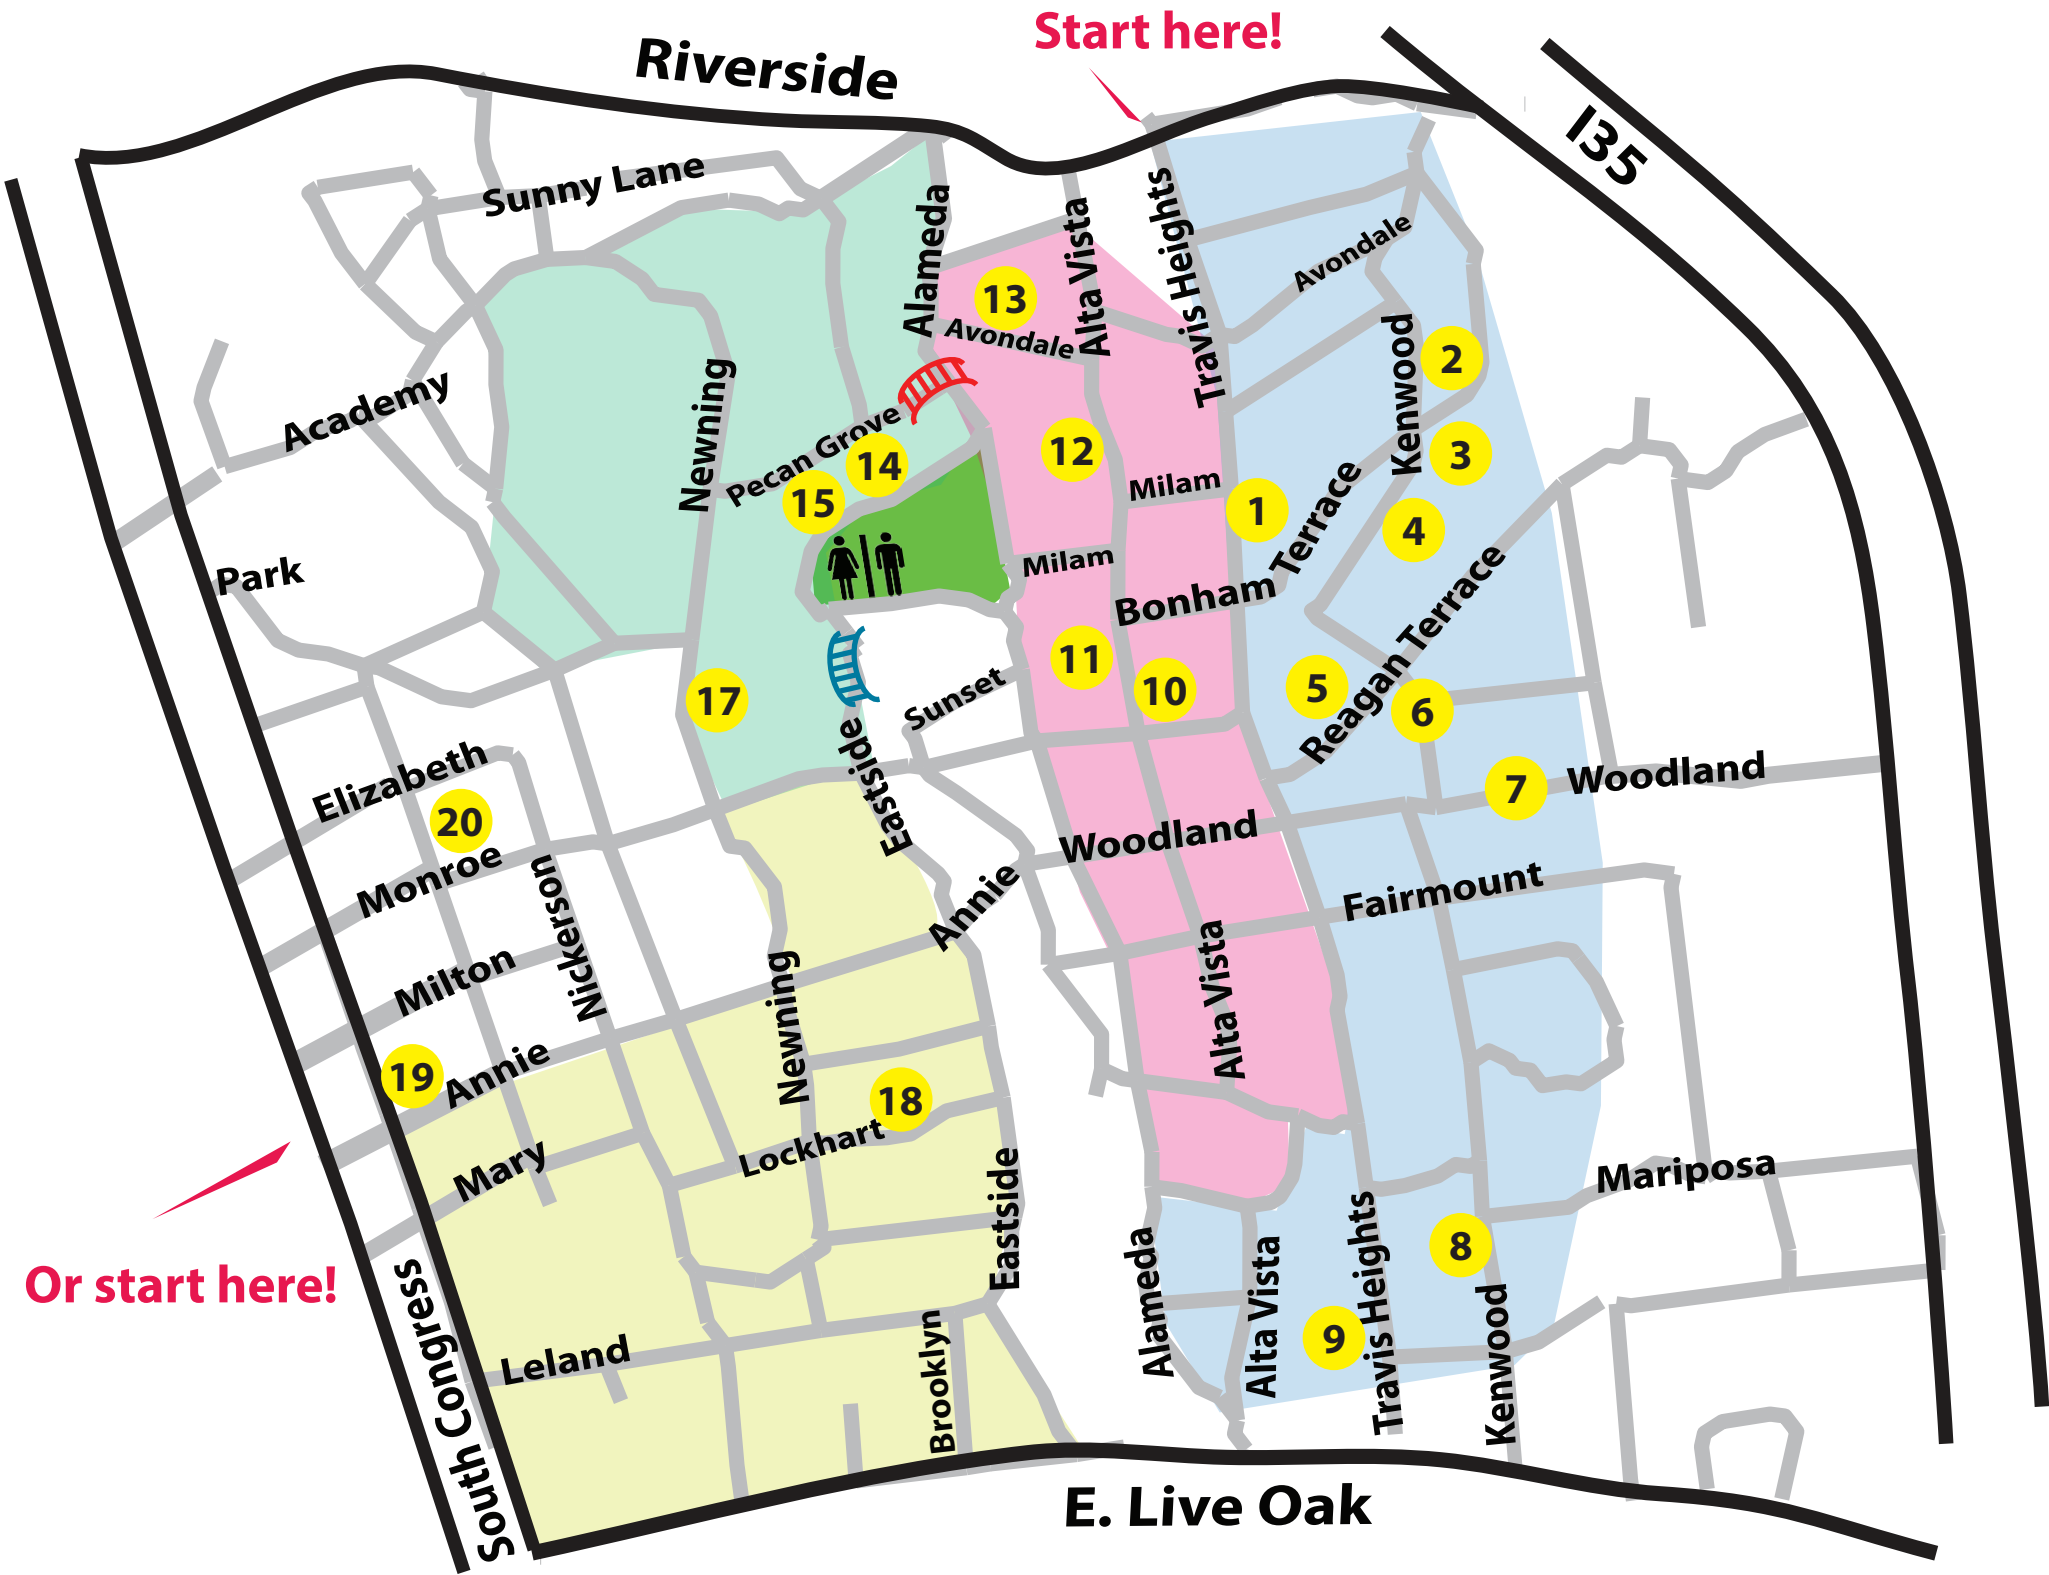 Start here!
Riverside
I35
Sunny Lane
Alameda
Alta Vista
Travis Heights
Avondale
13
Avondale
Kenwood
2
Academy
Newning
Pecan Grove
14
15
12
Milam
1
3
4
Terrace
Park
Milam
Bonham
Reagan Terrace
11
10
5
6
17
Sunset
Eastside
Elizabeth
20
Monroe
Nickerson
7
Woodland
Woodland
Annie
Fairmount
Milton
Newning
Alta Vista
19
Annie
18
Lockhart
Mary
Eastside
Mariposa
Or start here!
South Congress
Alameda
Alta Vista
Travis Heights
8
9
Kenwood
Leland
Brooklyn
E. Live Oak